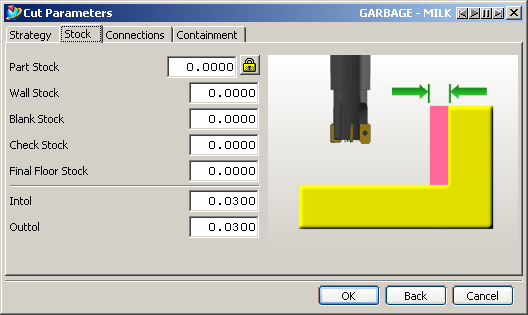 Cut Parameters GARBAGE - MILK
Strategy Stock Connections Containment
Part Stock 0.0000
Wall Stock 0.0000
Blank Stock 0.0000
Check Stock 0.0000
Final Floor Stock 0.0000
Intol 0.0300
Outtol 0.0300
OK Back Cancel